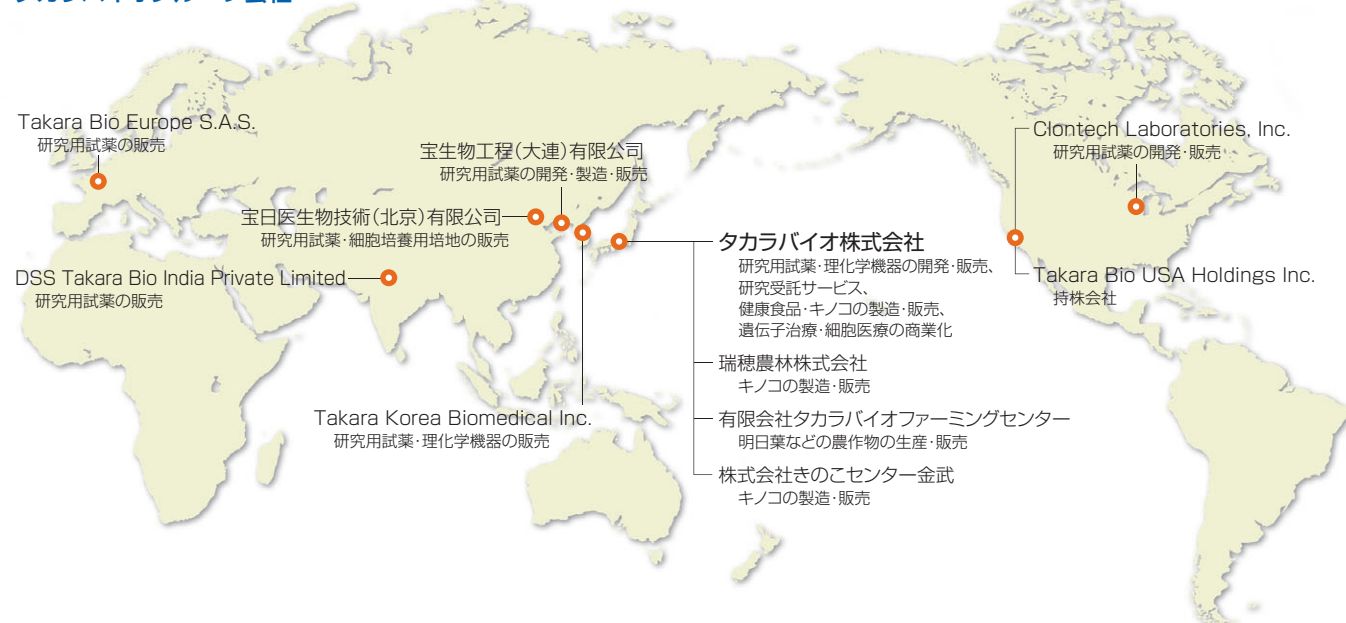 Takara Bio Europe S.A.S.
研究用試薬の販売
宝生物工程(大連)有限公司
研究用試薬の開発・製造・販売
宝日医生物技術(北京)有限公司
研究用試薬・細胞培養用培地の販売
DSS Takara Bio India Private Limited
研究用試薬の販売
Takara Korea Biomedical Inc.
研究用試薬・理化学機器の販売
タカラバイオ株式会社
研究用試薬・理化学機器の開発・販売、
研究受託サービス、
健康食品・キノコの製造・販売、
遺伝子治療・細胞医療の商業化
瑞穂農林株式会社
キノコの製造・販売
有限会社タカラバイオファーミングセンター
明日葉などの農作物の生産・販売
株式会社きのこセンター金武
キノコの製造・販売
Clontech Laboratories, Inc.
研究用試薬の開発・販売
Takara Bio USA Holdings Inc.
持株会社